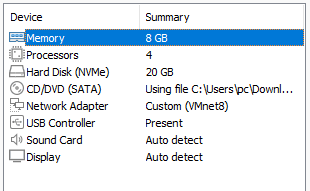 Device Summary
Memory 8 GB
Processors 4
Hard Disk (NVMe) 20 GB
CD/DVD (SATA) Using file C:\Users\pc\Downl...
Network Adapter Custom (VMnet8)
USB Controller Present
Sound Card Auto detect
Display Auto detect